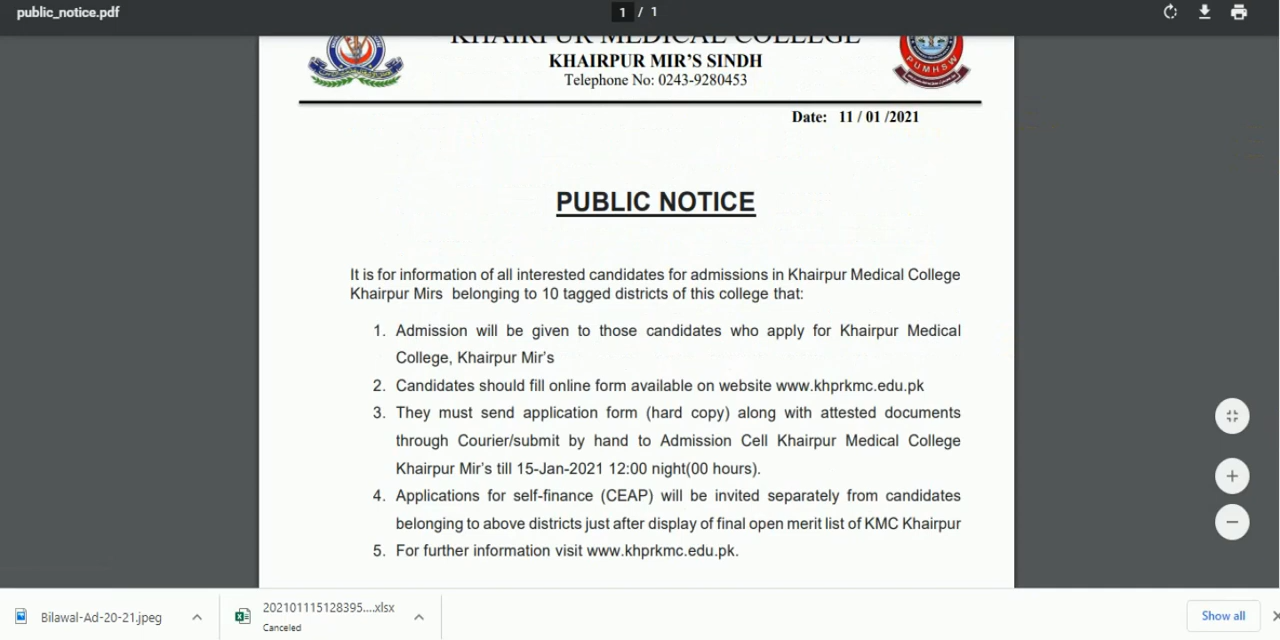 public_notice.pdf
1 / 1
KHAIRPUR MEDICAL COLLEGE
KHAIRPUR MIR'S SINDH
Telephone No: 0243-9280453
PUMHSW
Date: 11 / 01 /2021
PUBLIC NOTICE
It is for information of all interested candidates for admissions in Khairpur Medical College
Khairpur Mirs belonging to 10 tagged districts of this college that:
1. Admission will be given to those candidates who apply for Khairpur Medical
College, Khairpur Mir's
2. Candidates should fill online form available on website www.khprkmc.edu.pk
3. They must send application form (hard copy) along with attested documents
through Courier/submit by hand to Admission Cell Khairpur Medical College
Khairpur Mir's till 15-Jan-2021 12:00 night(00 hours).
4. Applications for self-finance (CEAP) will be invited separately from candidates
belonging to above districts just after display of final open merit list of KMC Khairpur
5. For further information visit www.khprkmc.edu.pk.
Bilawal-Ad-20-21.jpeg
202101115128395....xlsx
Canceled
Show all